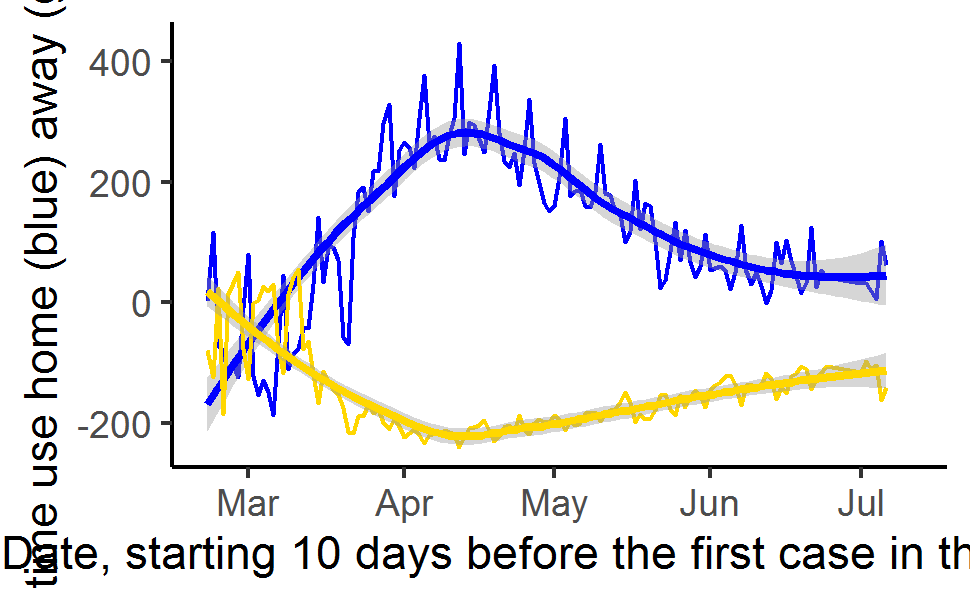 time use home (blue) away (
400
200
0
-200
Mar Apr May Jun Jul
Date, starting 10 days before the first case in th